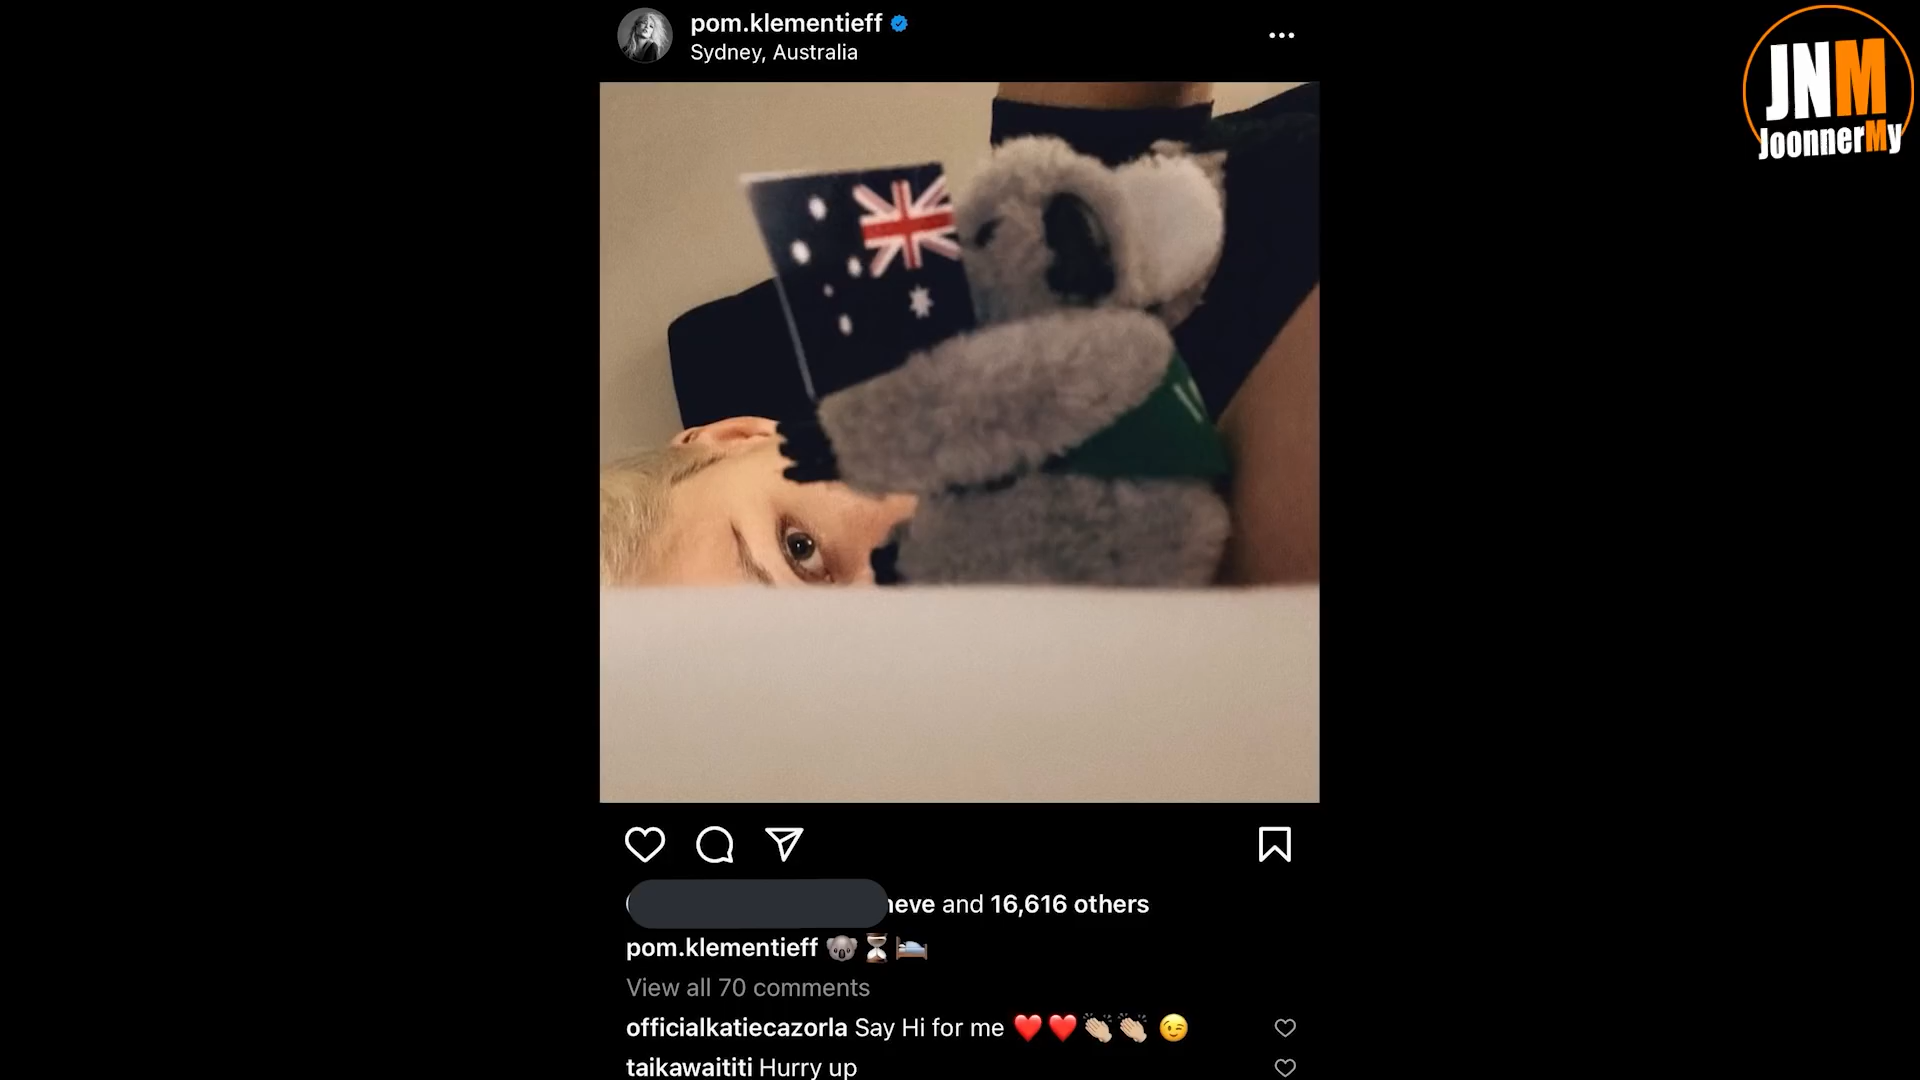 pom.klementieff
Sydney, Australia
JNM
JoonnerMy
and 16,616 others
pom.klementieff 🐨⏳🛌
View all 70 comments
officialkatiecazorla Say Hi for me ❤️❤️👏🏼👏🏼 😉
taikawaititi Hurry up